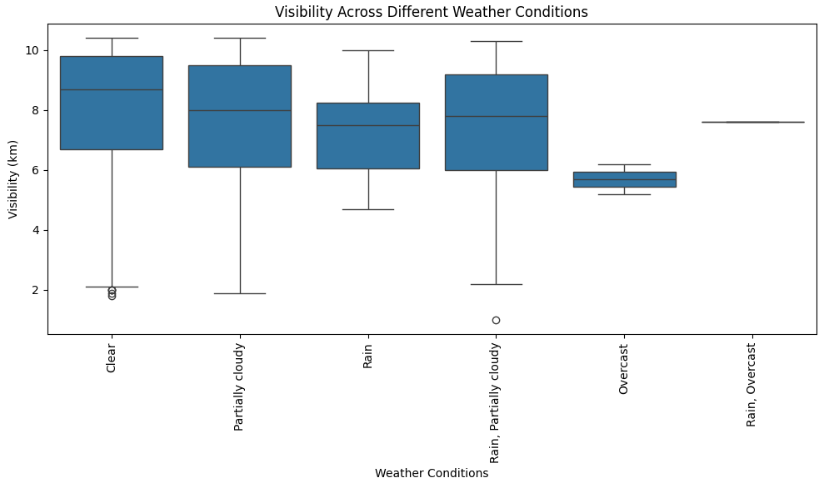 Visibility Across Different Weather Conditions
Visibility (km)
10
8
6
4
2
Clear
Partially cloudy
Rain
Rain, Partially cloudy
Overcast
Rain, Overcast
Weather Conditions